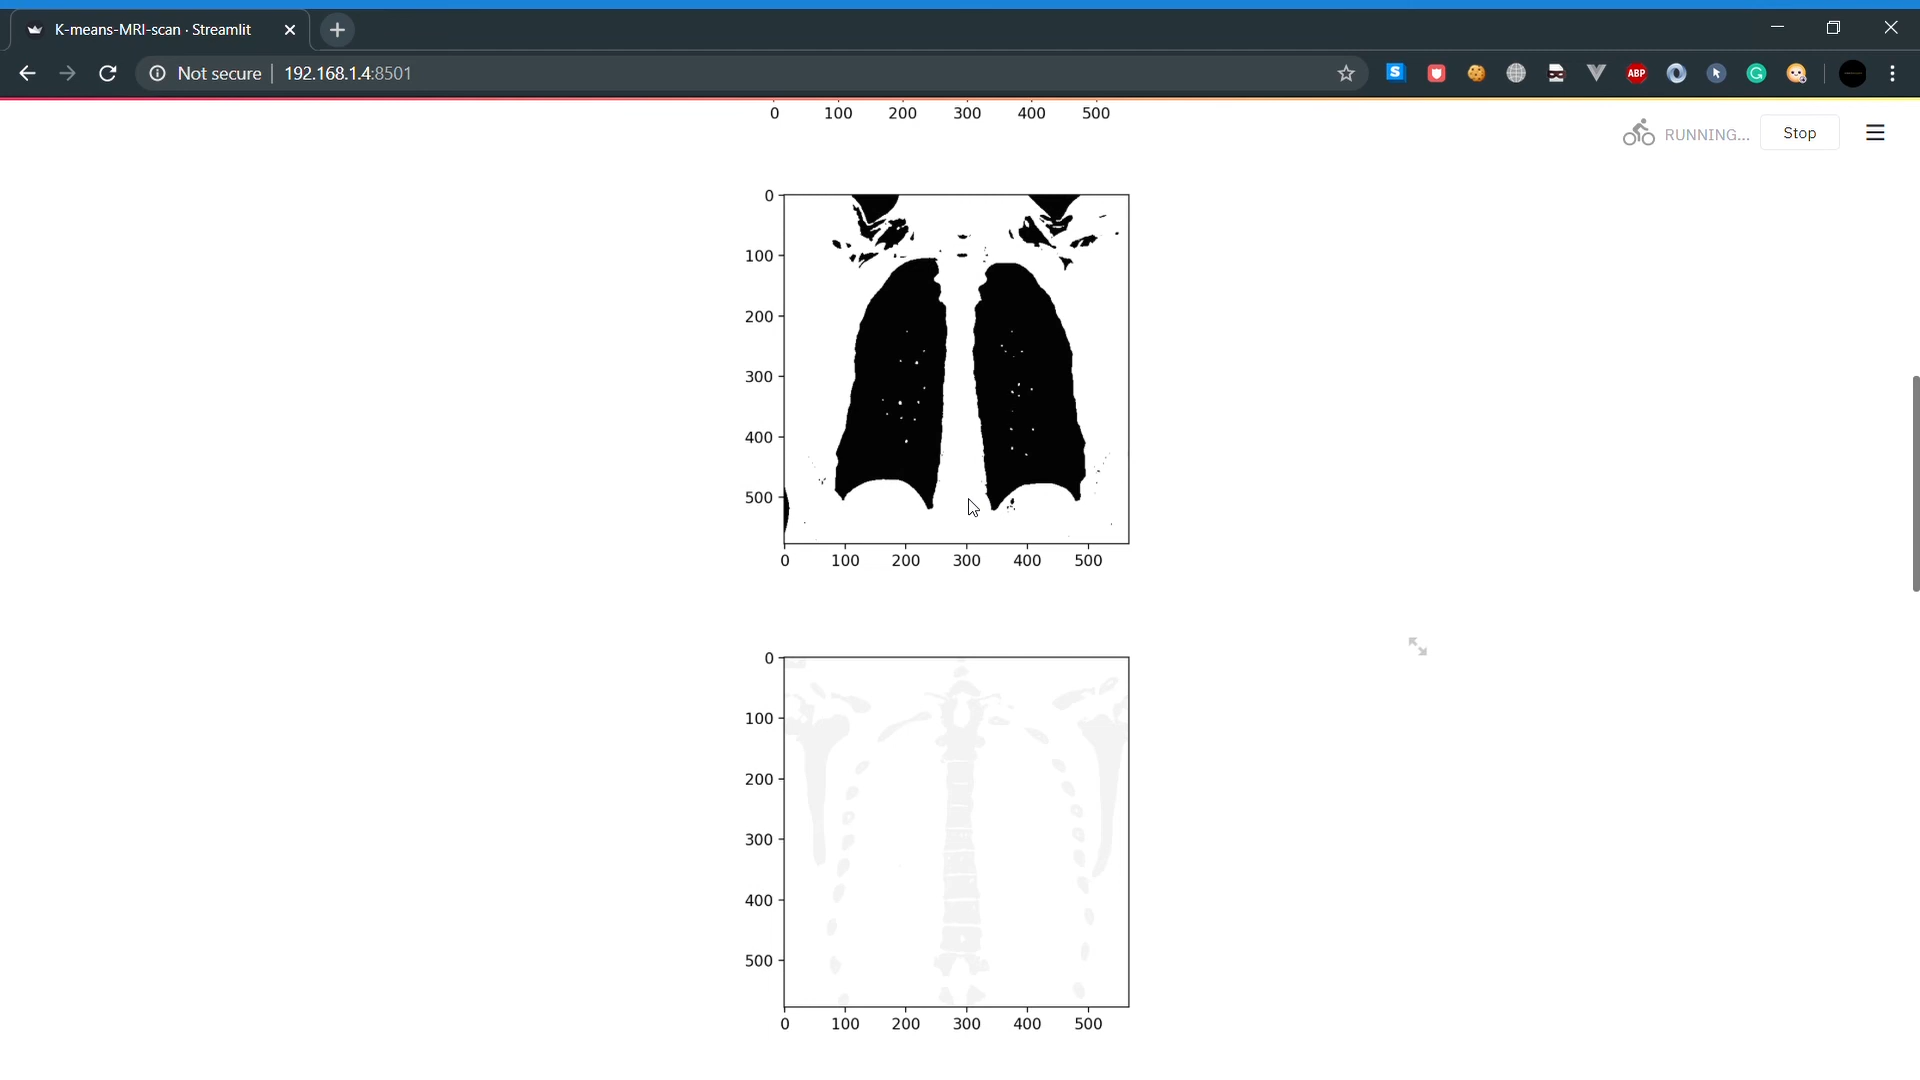 K-means-MRI-scan · Streamlit
Not secure
192.168.1.4:8501
S
ABP
G
0 100 200 300 400 500
RUNNING...
Stop
0
100
200
300
400
500
0 100 200 300 400 500
0
100
200
300
400
500
0 100 200 300 400 500